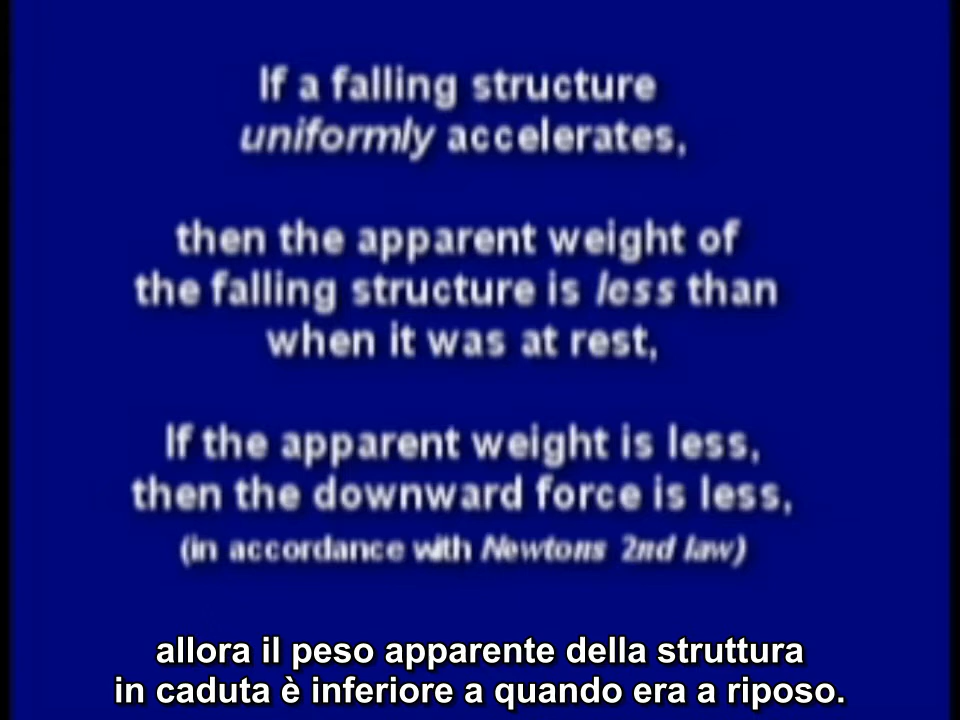 If a falling structure
uniformly accelerates,
then the apparent weight of
the falling structure is less than
when it was at rest,
If the apparent weight is less,
then the downward force is less,
(in accordance with Newtons 2nd law)
allora il peso apparente della struttura
in caduta è inferiore a quando era a riposo.